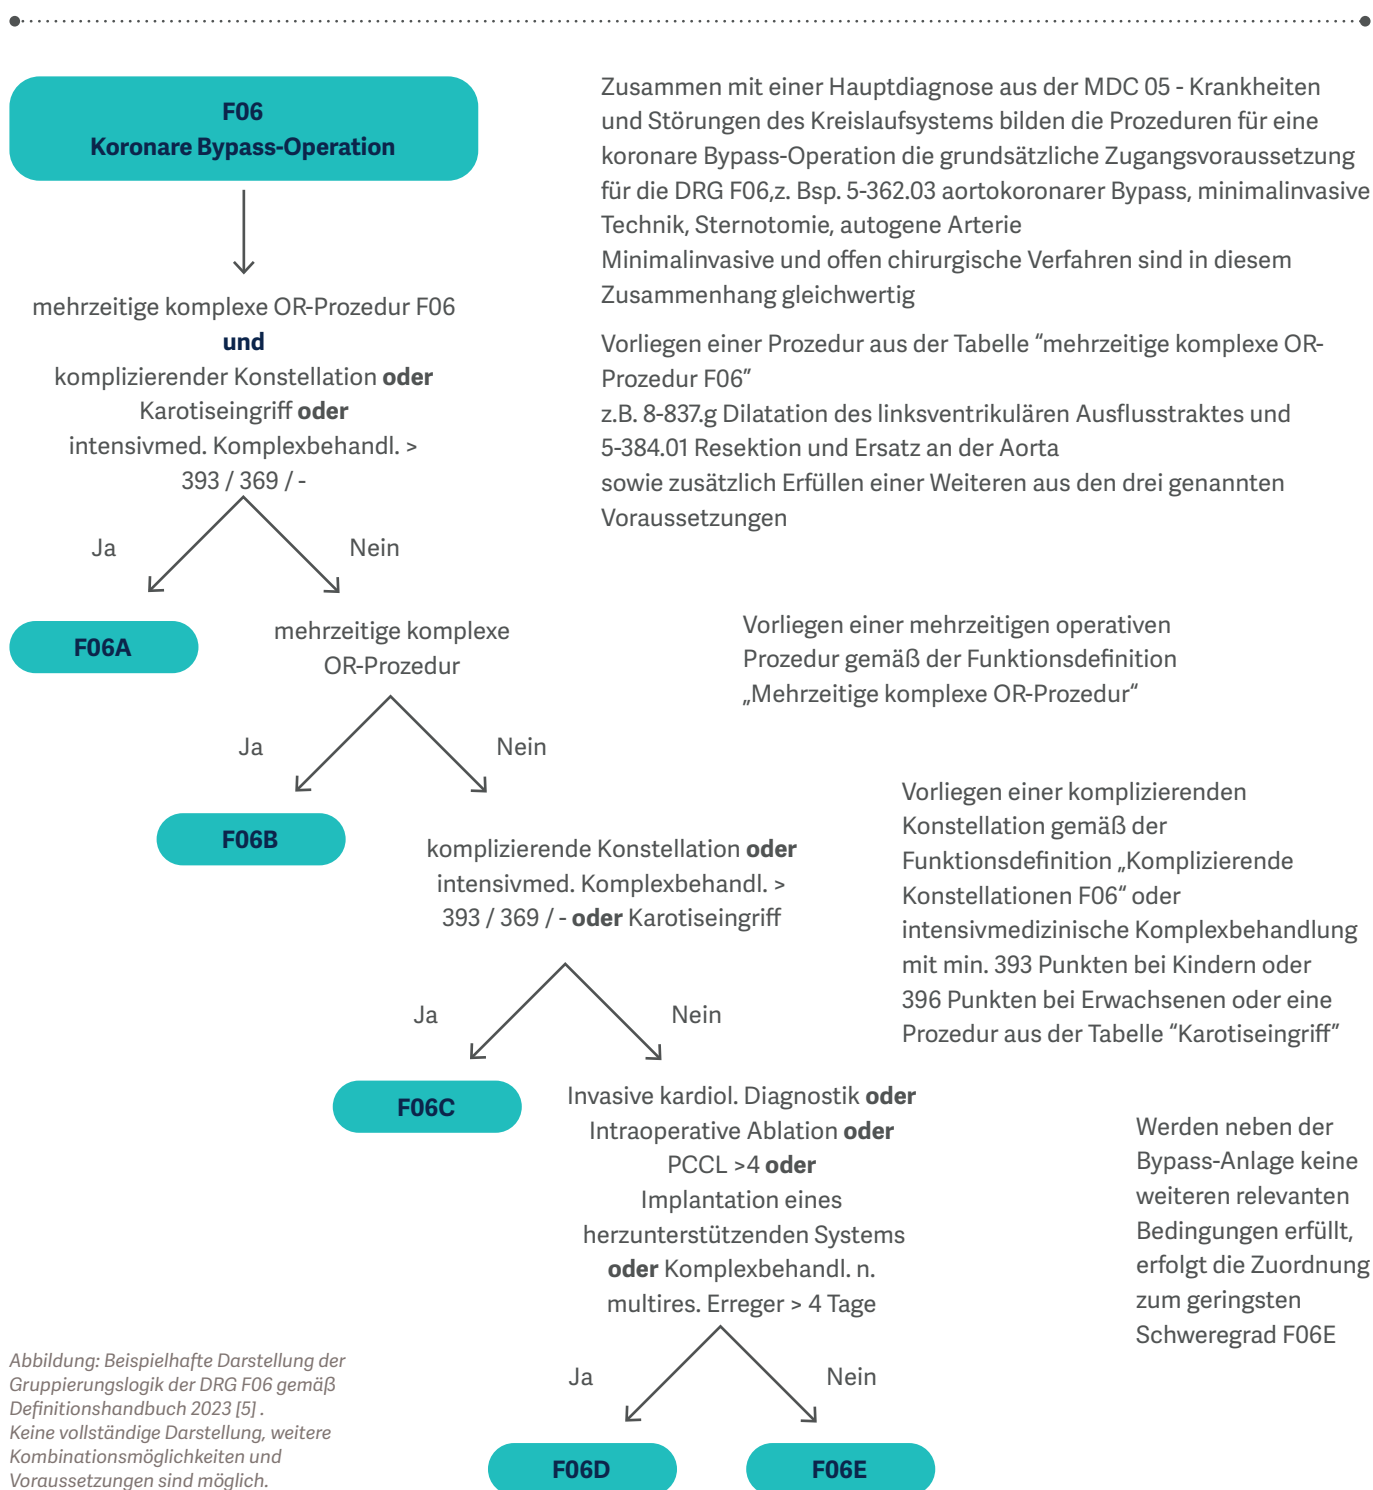 F06
Koronare Bypass-Operation
Zusammen mit einer Hauptdiagnose aus der MDC 05 - Krankheiten
und Störungen des Kreislaufsystems bilden die Prozeduren für eine
koronare Bypass-Operation die grundsätzliche Zugangsvoraussetzung
für die DRG F06,z. Bsp. 5-362.03 aortokoronarer Bypass, minimalinvasive
Technik, Sternotomie, autogene Arterie
Minimalinvasive und offen chirurgische Verfahren sind in diesem
Zusammenhang gleichwertig
mehrzeitige komplexe OR-Prozedur F06
und
komplizierender Konstellation oder
Karotiseingriff oder
intensivmed. Komplexbehandl. >
393 / 369 / -
Vorliegen einer Prozedur aus der Tabelle "mehrzeitige komplexe OR-
Prozedur F06"
z.B. 8-837.g Dilatation des linksventrikulären Ausflusstraktes und
5-384.01 Resektion und Ersatz an der Aorta
sowie zusätzlich Erfüllen einer Weiteren aus den drei genannten
Voraussetzungen
Ja
Nein
F06A
mehrzeitige komplexe
OR-Prozedur
Vorliegen einer mehrzeitigen operativen
Prozedur gemäß der Funktionsdefinition
„Mehrzeitige komplexe OR-Prozedur“
Ja
Nein
F06B
komplizierende Konstellation oder
intensivmed. Komplexbehandl. >
393 / 369 / - oder Karotiseingriff
Vorliegen einer komplizierenden
Konstellation gemäß der
Funktionsdefinition „Komplizierende
Konstellationen F06“ oder
intensivmedizinische Komplexbehandlung
mit min. 393 Punkten bei Kindern oder
396 Punkten bei Erwachsenen oder eine
Prozedur aus der Tabelle "Karotiseingriff"
Ja
Nein
F06C
Invasive kardiol. Diagnostik oder
Intraoperative Ablation oder
PCCL >4 oder
Implantation eines
herzunterstützenden Systems
oder Komplexbehandl. n.
multires. Erreger > 4 Tage
Werden neben der
Bypass-Anlage keine
weiteren relevanten
Bedingungen erfüllt,
erfolgt die Zuordnung
zum geringsten
Schweregrad F06E
Ja
Nein
F06D
F06E
Abbildung: Beispielhafte Darstellung der
Gruppierungslogik der DRG F06 gemäß
Definitionshandbuch 2023 [5] .
Keine vollständige Darstellung, weitere
Kombinationsmöglichkeiten und
Voraussetzungen sind möglich.